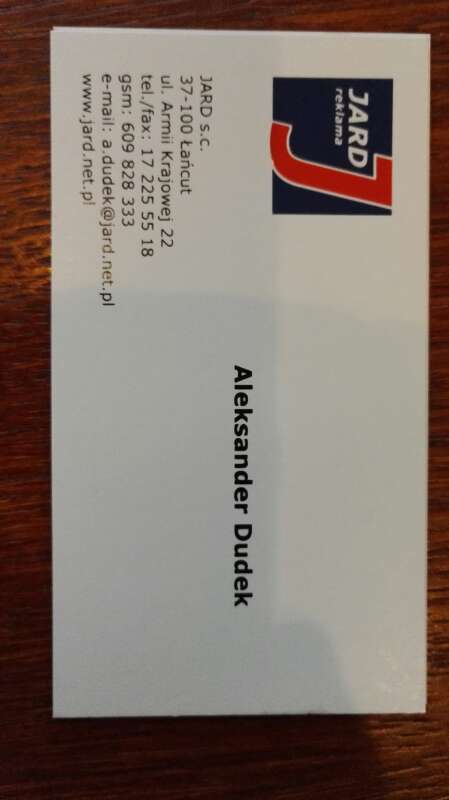 JARD
reklama
Aleksander Dudek
JARD s.c.
37-100 Łańcut
ul. Armii Krajowej 22
tel./fax: 17 225 55 18
gsm: 609 828 333
e-mail: a.dudek@jard.net.pl
www.jard.net.pl